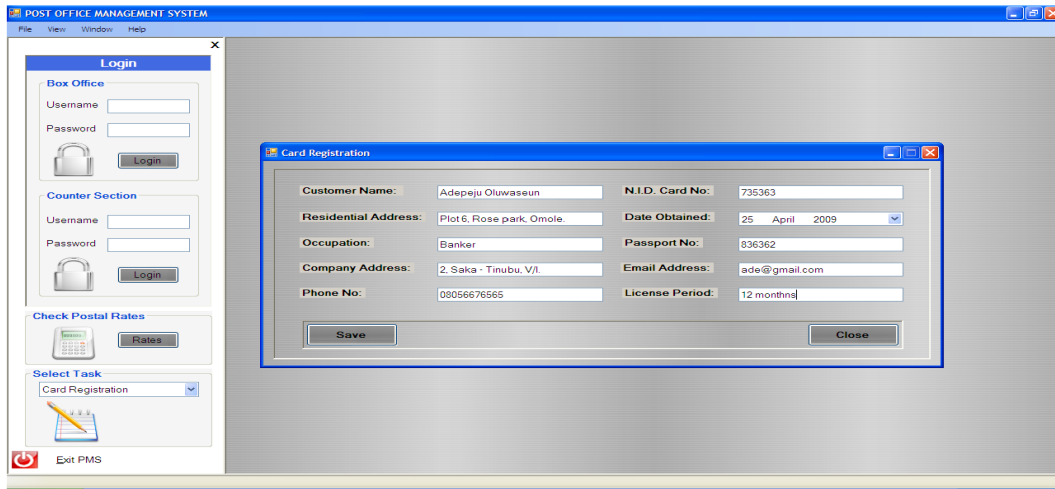 POST OFFICE MANAGEMENT SYSTEM
File View Window Help
x
Login
Box Office
Username
Password
Login
Counter Section
Username
Password
Login
Check Postal Rates
Rates
Select Task
Card Registration
Exit PMS
Card Registration
Customer Name: Adepeju Oluwaseun N.I.D. Card No: 735363
Residential Address: Plot 6, Rose park, Omole. Date Obtained: 25 April 2009
Occupation: Banker Passport No: 836362
Company Address: 2, Saka - Tinubu, V/I. Email Address: ade@gmail.com
Phone No: 08056676565 License Period: 12 monthns
Save Close